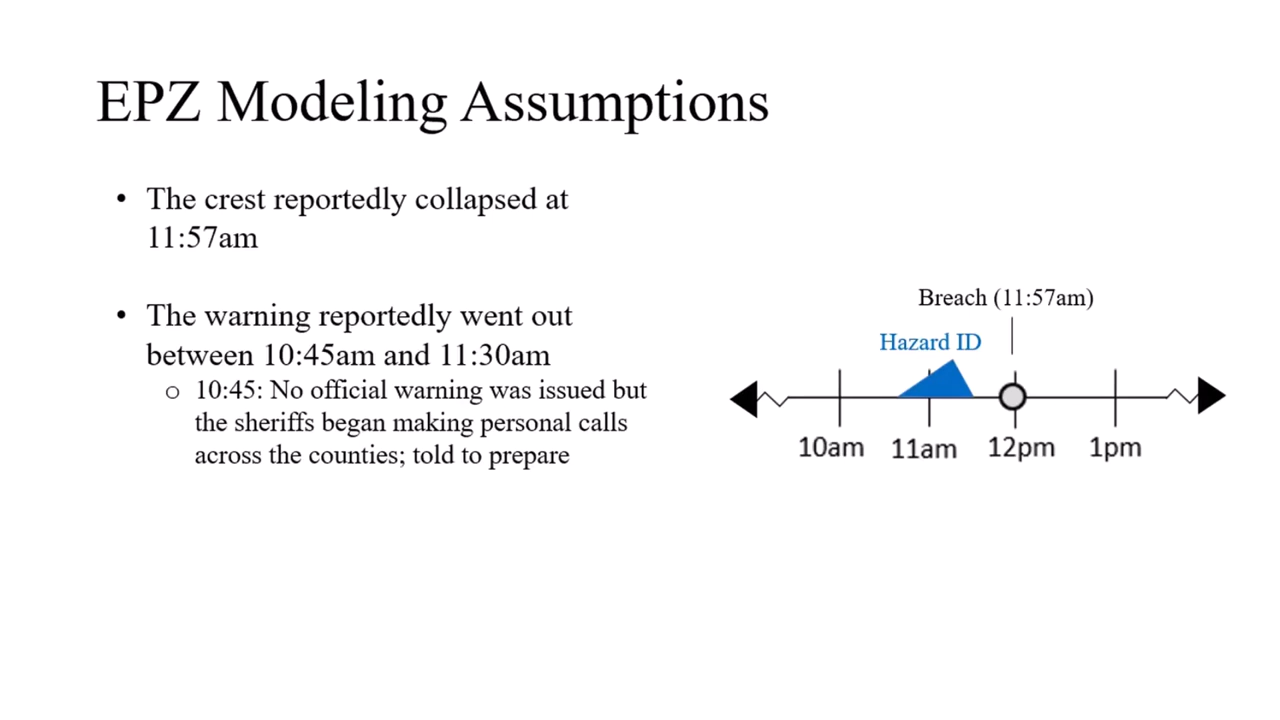 EPZ Modeling Assumptions
• The crest reportedly collapsed at
11:57am
• The warning reportedly went out
between 10:45am and 11:30am
o 10:45: No official warning was issued but
the sheriffs began making personal calls
across the counties; told to prepare
Breach (11:57am)
Hazard ID
10am 11am 12pm 1pm